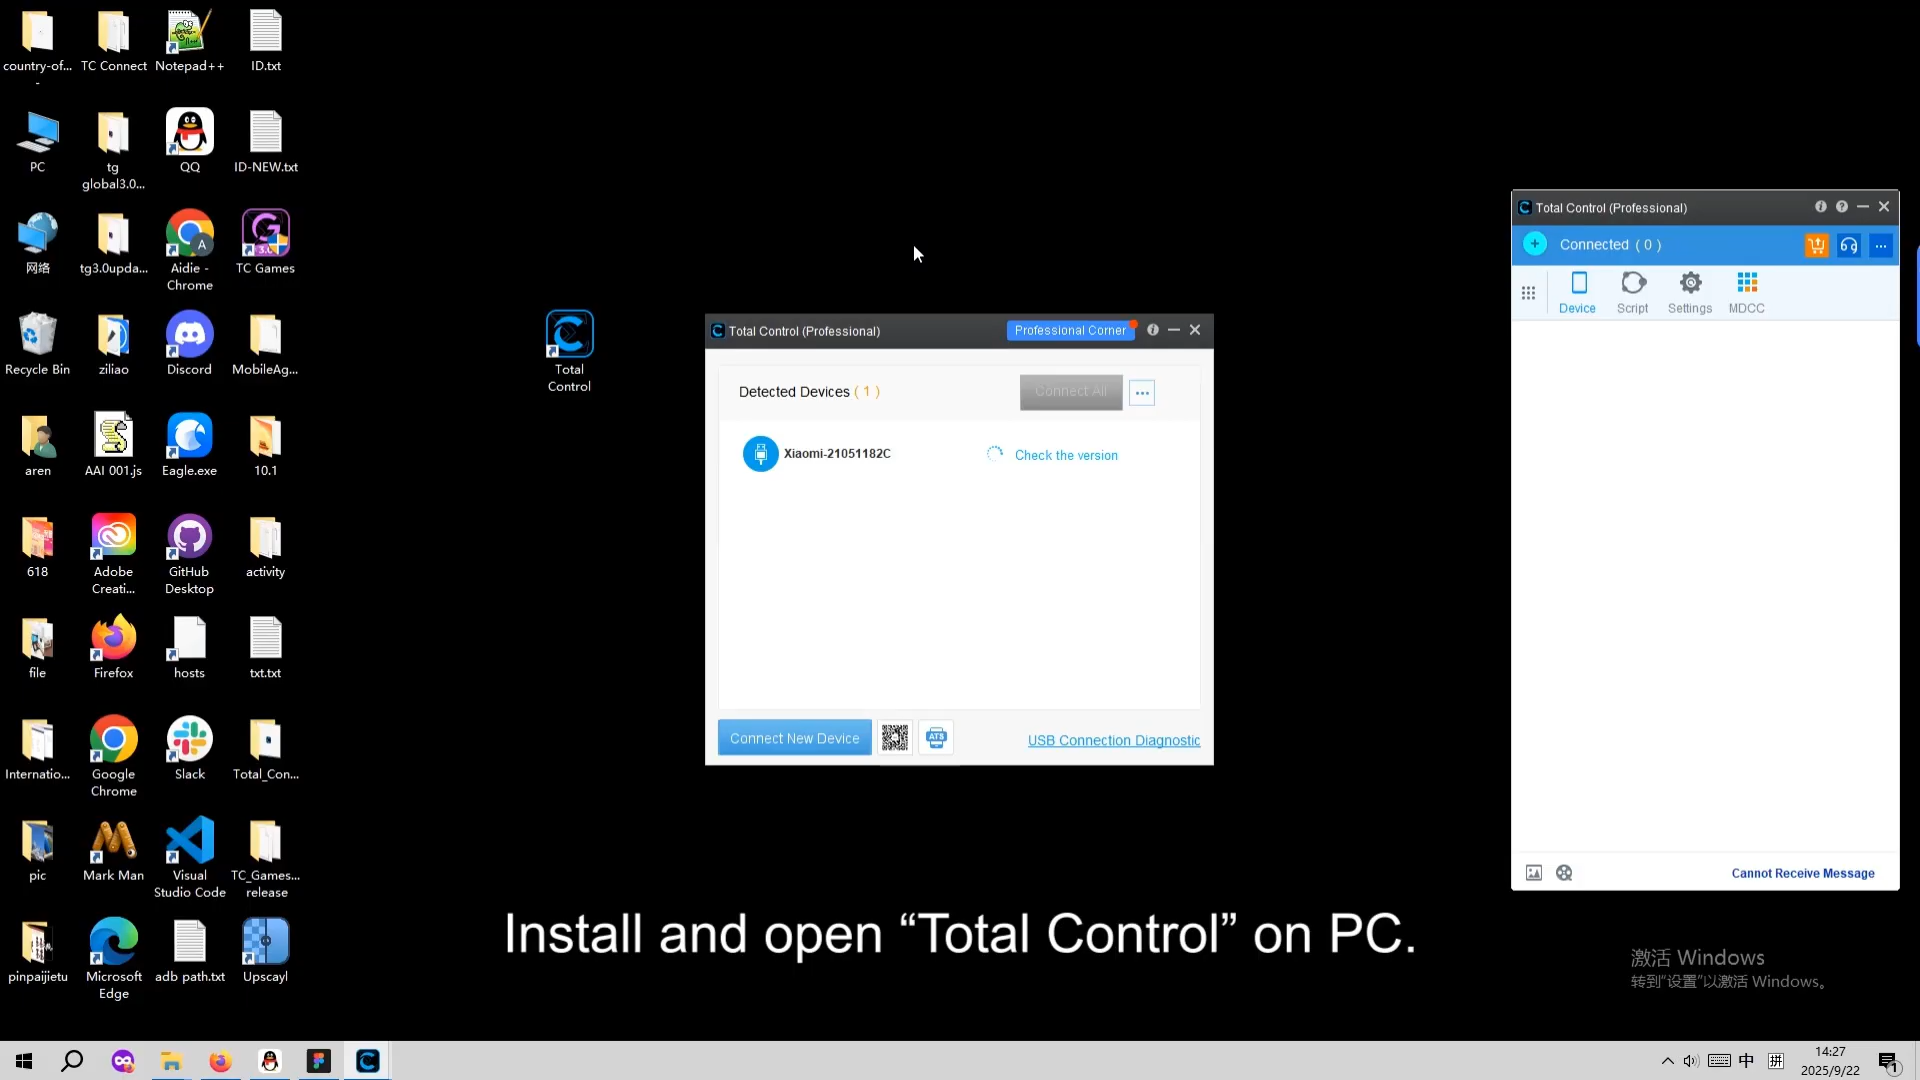 country-of...
-
TC Connect
Notepad++
ID.txt
PC
tg
global3.0...
QQ
ID-NEW.txt
网络
tg3.0upda...
A
Aidie -
Chrome
3.0
TC Games
Recycle Bin
ziliao
Discord
MobileAg...
aren
AAI 001.js
Eagle.exe
10.1
618
Adobe
Creati...
GitHub
Desktop
activity
file
Firefox
hosts
txt.txt
Internatio...
Google
Chrome
Slack
Total_Con...
pic
Mark Man
Visual
Studio Code
TC_Games...
release
pinpaijietu
Microsoft
Edge
adb path.txt
Upscayl
Total
Control
Total Control (Professional)
Professional Corner
Detected Devices ( 1 )
Connect All
Xiaomi-21051182C
Check the version
Connect New Device
ATS
USB Connection Diagnostic
Total Control (Professional)
Connected ( 0 )
Device
Script
Settings
MDCC
Cannot Receive Message
Install and open “Total Control” on PC.
激活 Windows
转到“设置”以激活 Windows。
中
拼
14:27
2025/9/22
1